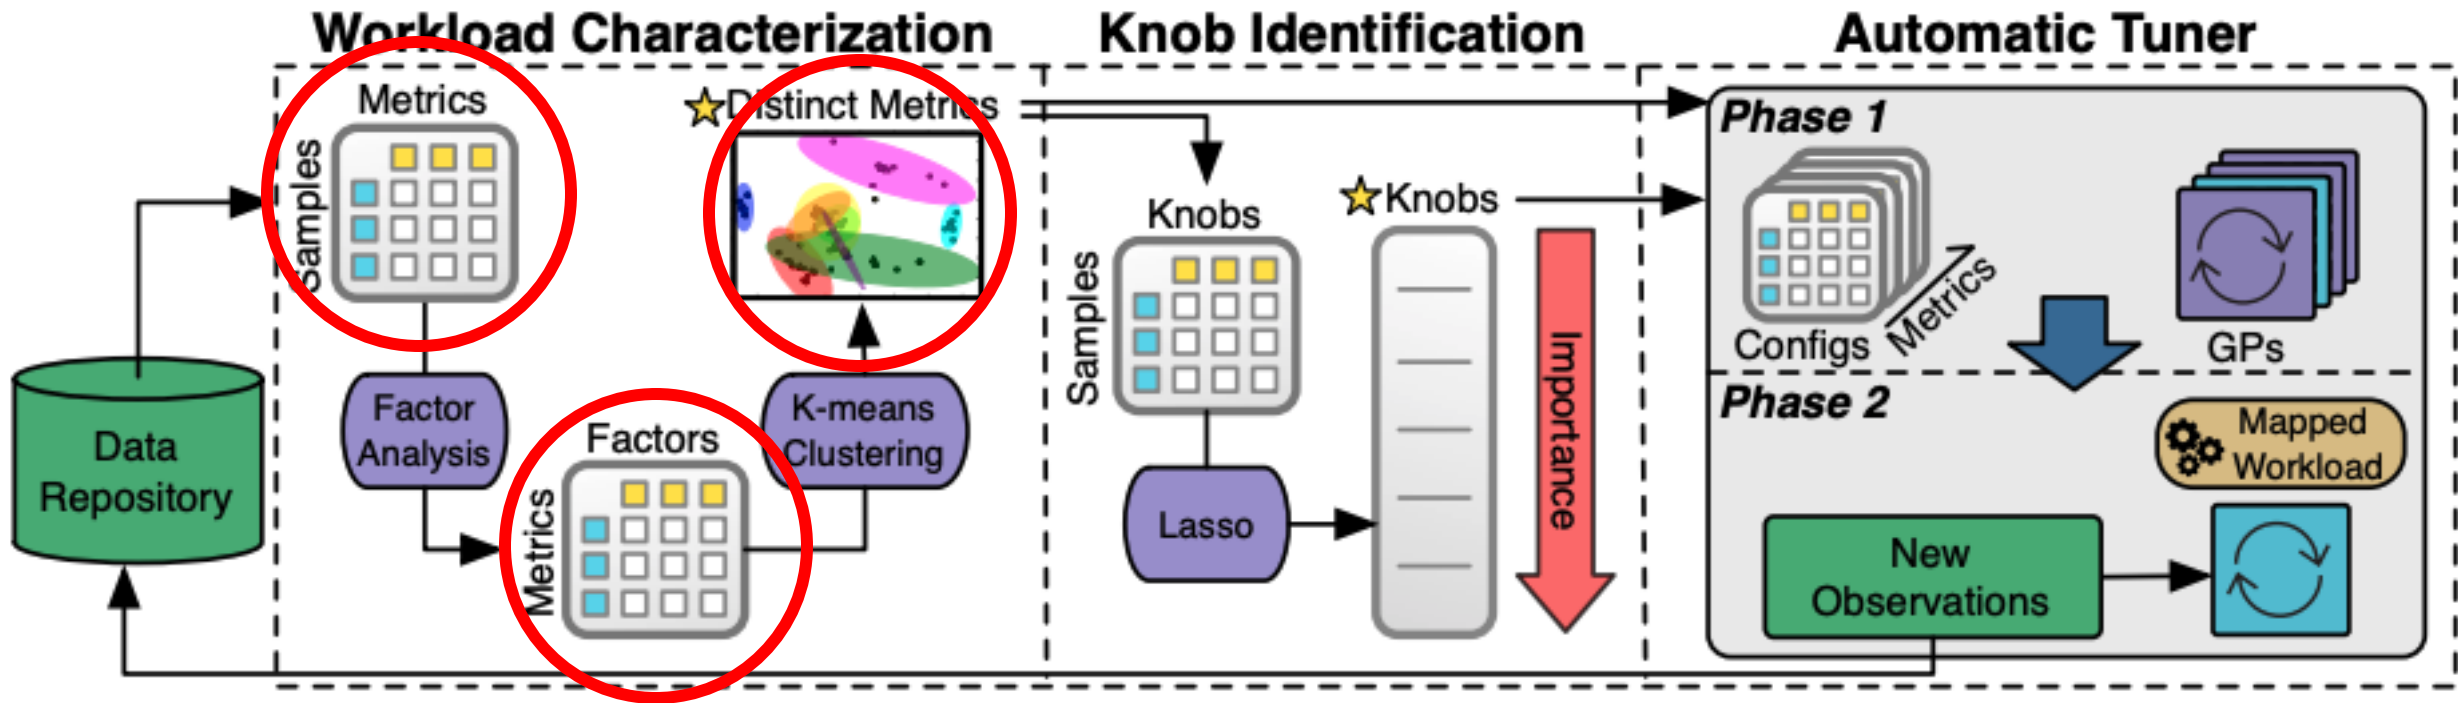 Workload Characterization
Knob Identification
Automatic Tuner
Metrics
Samples
Distinct Metrics
Factor
Analysis
K-means
Clustering
Factors
Metrics
Data
Repository
Knobs
Samples
Lasso
Knobs
Importance
Phase 1
Configs
Metrics
GPs
Phase 2
Mapped
Workload
New
Observations